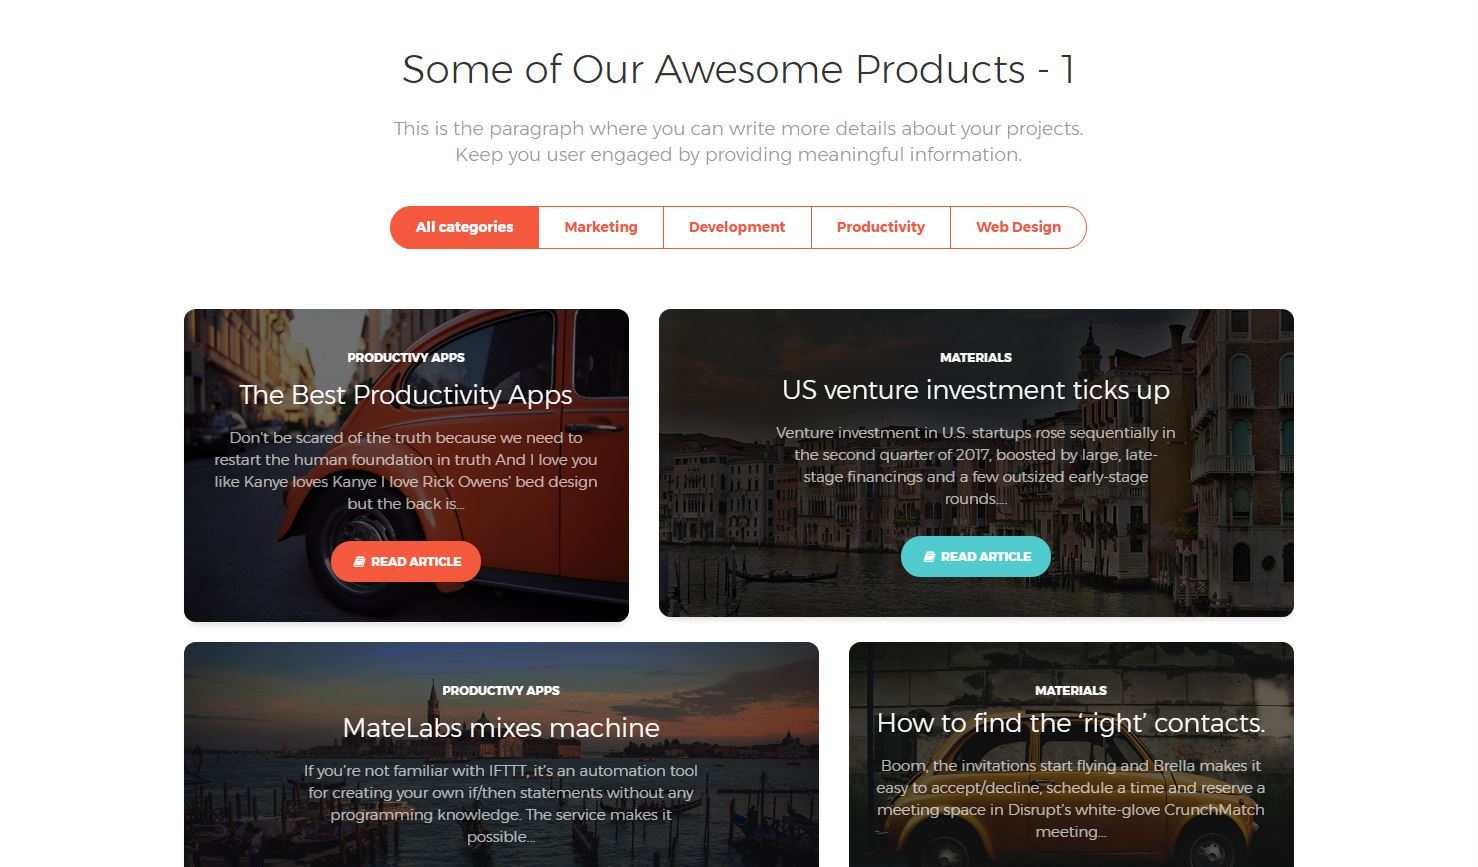 Some of Our Awesome Products - 1
This is the paragraph where you can write more details about your projects.
Keep you user engaged by providing meaningful information.
All categories
Marketing
Development
Productivity
Web Design
PRODUCTIVY APPS
The Best Productivity Apps
Don't be scared of the truth because we need to
restart the human foundation in truth And I love you
like Kanye loves Kanye I love Rick Owens’ bed design
but the back is...
READ ARTICLE
MATERIALS
US venture investment ticks up
Venture investment in U.S. startups rose sequentially in
the second quarter of 2017, boosted by large, late-
stage financings and a few outsized early-stage
rounds....
READ ARTICLE
PRODUCTIVY APPS
MateLabs mixes machine
If you’re not familiar with IFTTT, it’s an automation tool
for creating your own if/then statements without any
programming knowledge. The service makes it
possible...
MATERIALS
How to find the ‘right’ contacts.
Boom, the invitations start flying and Brella makes it
easy to accept/decline, schedule a time and reserve a
meeting space in Disrupt’s white-glove CrunchMatch
meeting...